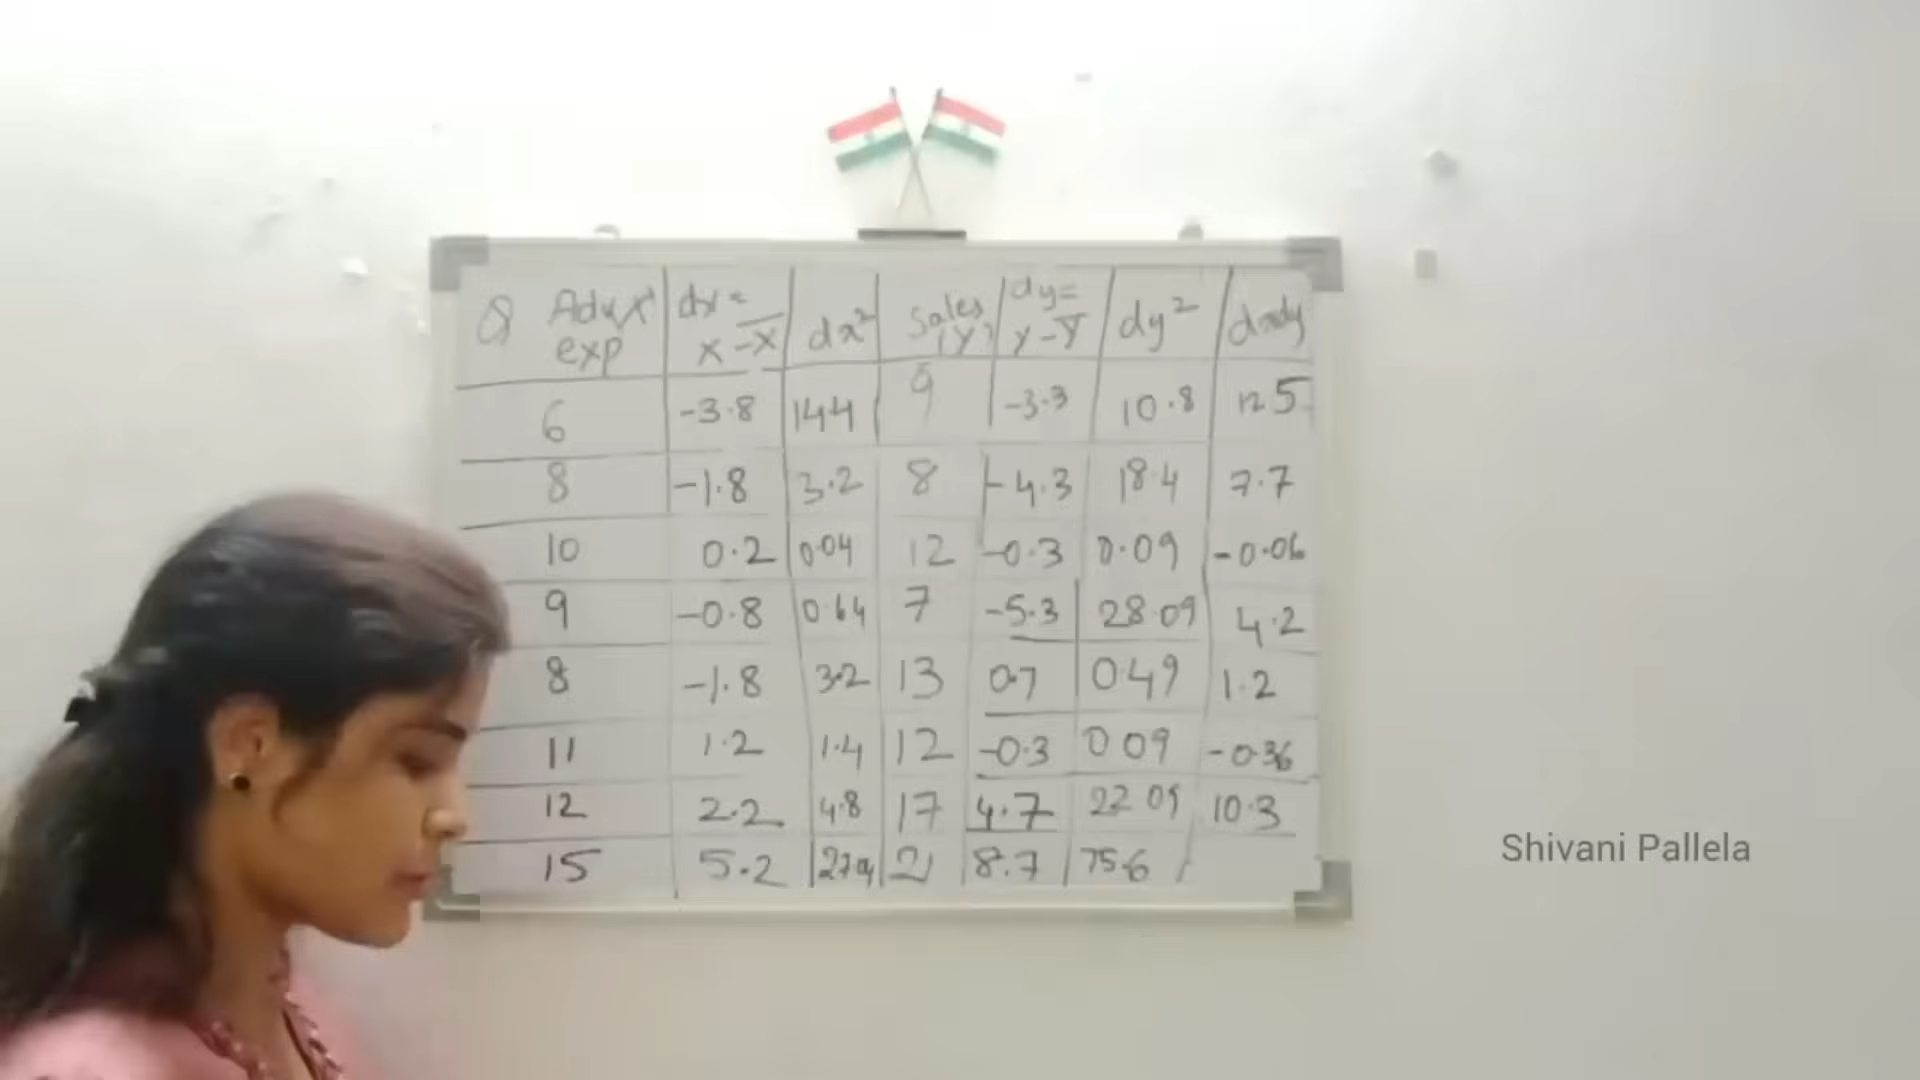 Q Adv X exp dx = x - x̄ dx² Sales (Y) dy = y - ȳ dy² dxdy
6 -3.8 144 9 -3.3 10.8 12.5
8 -1.8 3.2 8 -4.3 18.4 7.7
10 0.2 0.04 12 -0.3 0.09 -0.06
9 -0.8 0.64 7 -5.3 28.09 4.2
8 -1.8 3.2 13 0.7 0.49 1.2
11 1.2 1.4 12 -0.3 0.09 -0.36
12 2.2 4.8 17 4.7 22.09 10.3
15 5.2 21 8.7 75.6
Shivani Pallela